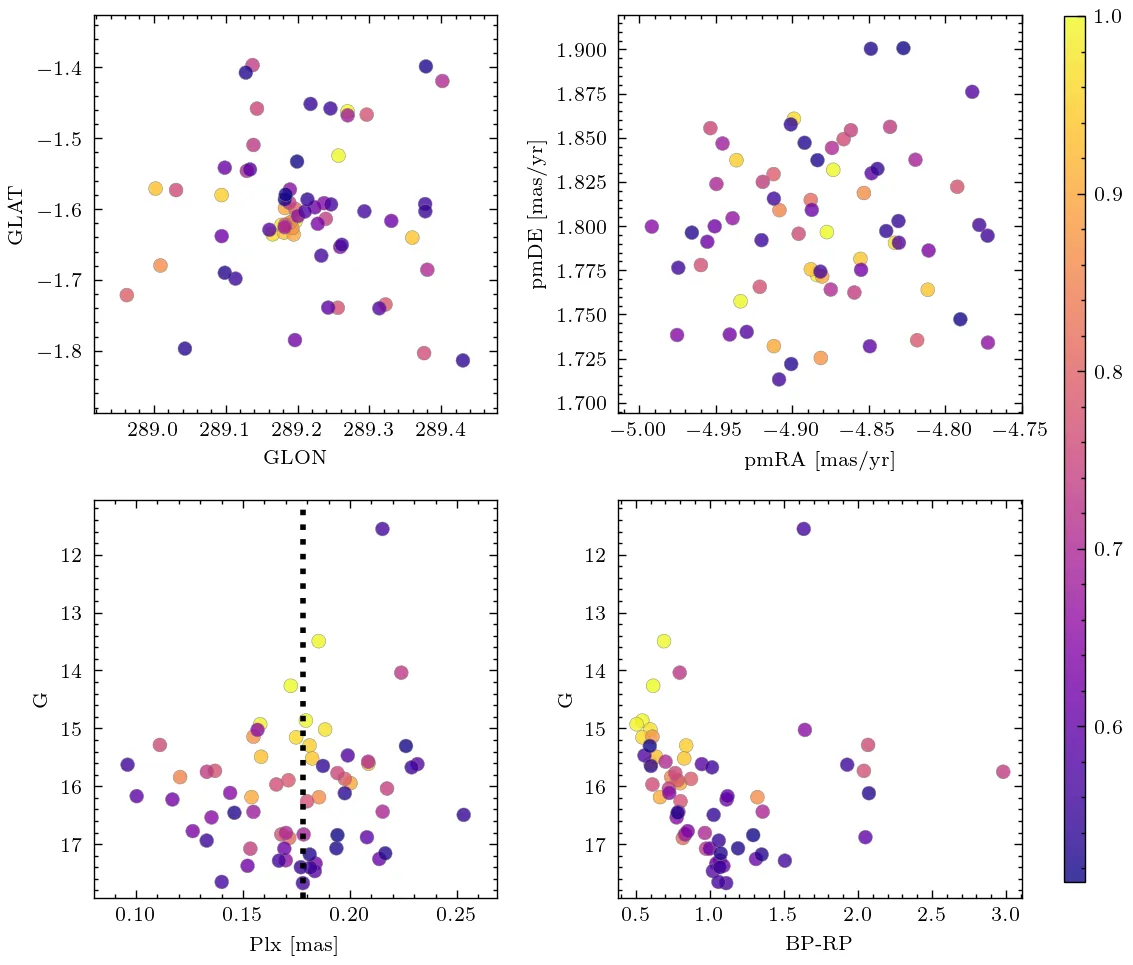 −1.4
−1.5
−1.6
−1.7
−1.8
GLAT
289.0 289.1 289.2 289.3 289.4
GLON
1.900
1.875
1.850
1.825
1.800
1.775
1.750
1.725
1.700
pmDE [mas/yr]
−5.00 −4.95 −4.90 −4.85 −4.80 −4.75
pmRA [mas/yr]
12
13
14
15
16
17
G
0.10 0.15 0.20 0.25
Plx [mas]
12
13
14
15
16
17
G
0.5 1.0 1.5 2.0 2.5 3.0
BP-RP
1.0
0.9
0.8
0.7
0.6